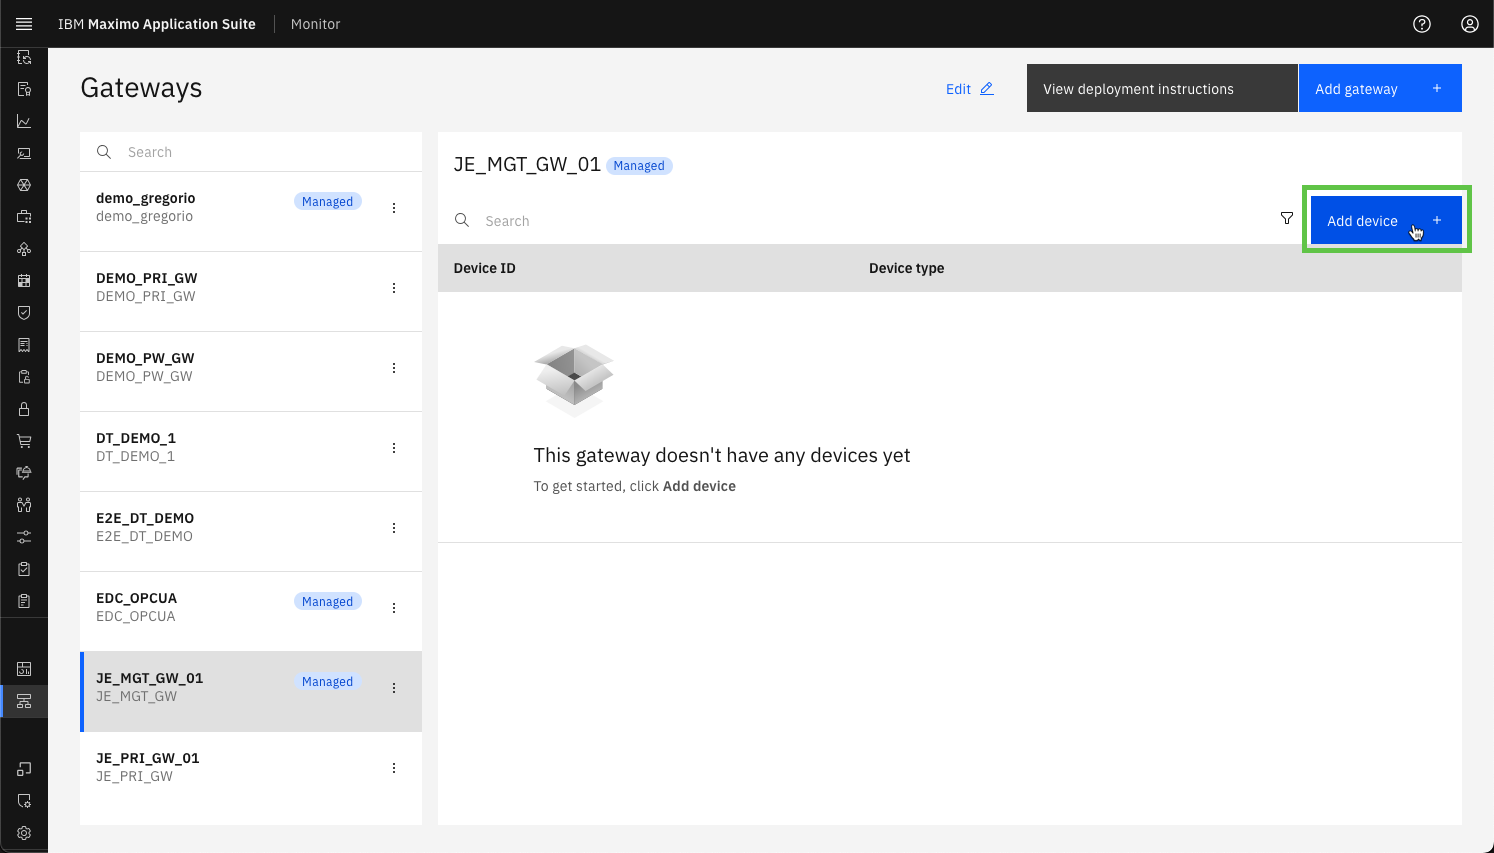 IBM Maximo Application Suite Monitor
Gateways
Edit
View deployment instructions
Add gateway
Search
demo_gregorio
Managed
demo_gregorio
DEMO_PRI_GW
DEMO_PRI_GW
DEMO_PW_GW
DEMO_PW_GW
DT_DEMO_1
DT_DEMO_1
E2E_DT_DEMO
E2E_DT_DEMO
EDC_OPCUA
Managed
EDC_OPCUA
JE_MGT_GW_01
Managed
JE_MGT_GW
JE_PRI_GW_01
JE_PRI_GW
JE_MGT_GW_01 Managed
Search
Add device
Device ID Device type
This gateway doesn't have any devices yet
To get started, click Add device